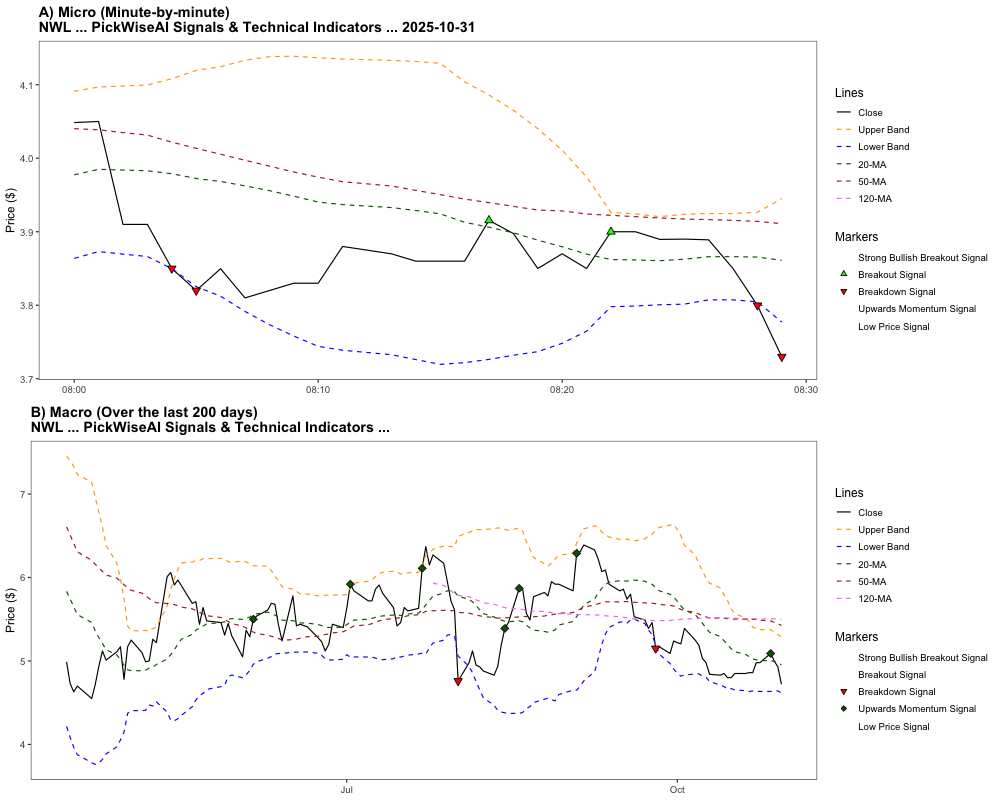 A) Micro (Minute-by-minute)
NWL ... PickWiseAI Signals & Technical Indicators ... 2025-10-31
Price ($)
4.1
4.0
3.9
3.8
3.7
08:00
08:10
08:20
08:30
Lines
Close
Upper Band
Lower Band
20-MA
50-MA
120-MA
Markers
Strong Bullish Breakout Signal
Breakout Signal
Breakdown Signal
Upwards Momentum Signal
Low Price Signal
B) Macro (Over the last 200 days)
NWL ... PickWiseAI Signals & Technical Indicators ...
Price ($)
7
6
5
4
Jul
Oct
Lines
Close
Upper Band
Lower Band
20-MA
50-MA
120-MA
Markers
Strong Bullish Breakout Signal
Breakout Signal
Breakdown Signal
Upwards Momentum Signal
Low Price Signal